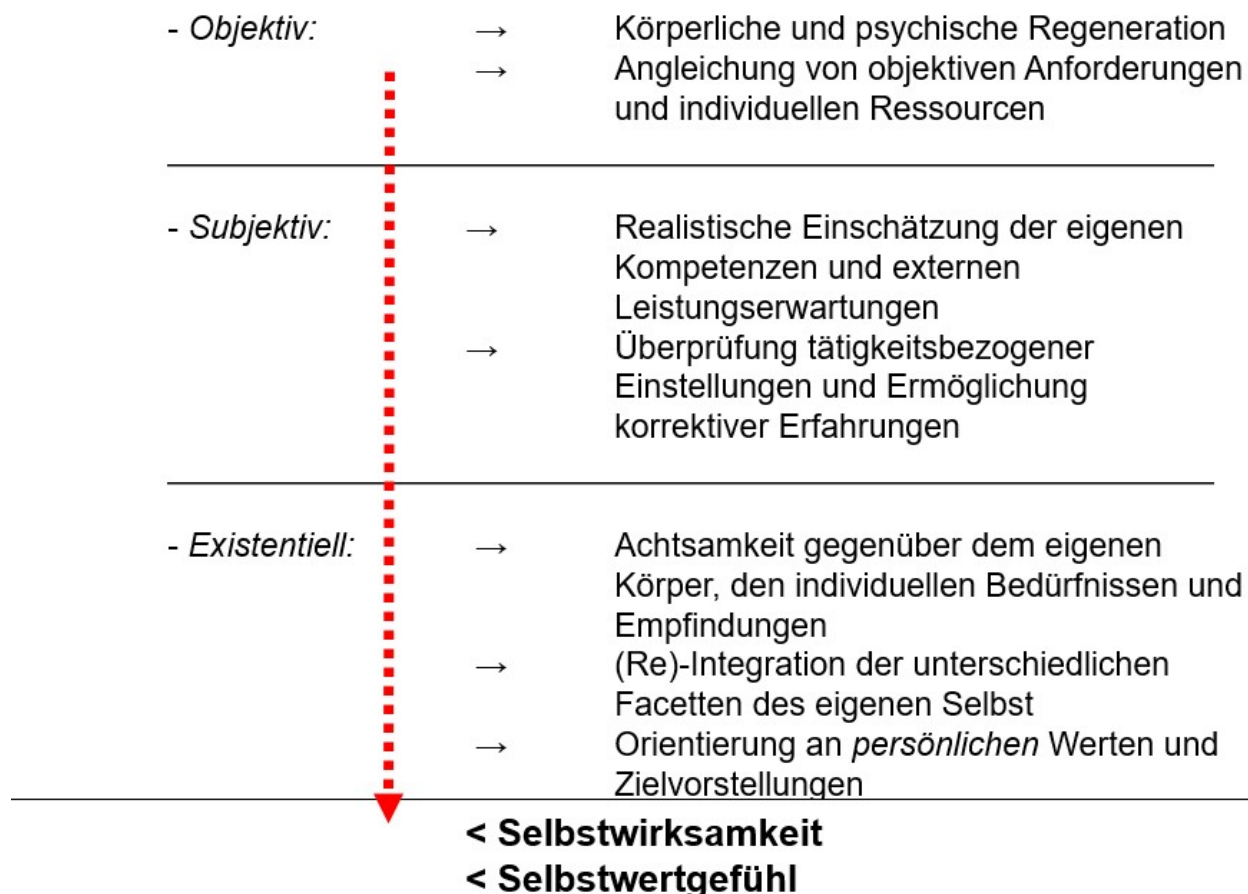 - Objektiv: → Körperliche und psychische Regeneration
→ Angleichung von objektiven Anforderungen
und individuellen Ressourcen
- Subjektiv: → Realistische Einschätzung der eigenen
Kompetenzen und externen
Leistungserwartungen
→ Überprüfung tätigkeitsbezogener
Einstellungen und Ermöglichung
korrektiver Erfahrungen
- Existentiell: → Achtsamkeit gegenüber dem eigenen
Körper, den individuellen Bedürfnissen und
Empfindungen
→ (Re)-Integration der unterschiedlichen
Facetten des eigenen Selbst
→ Orientierung an persönlichen Werten und
Zielvorstellungen
< Selbstwirksamkeit
< Selbstwertgefühl